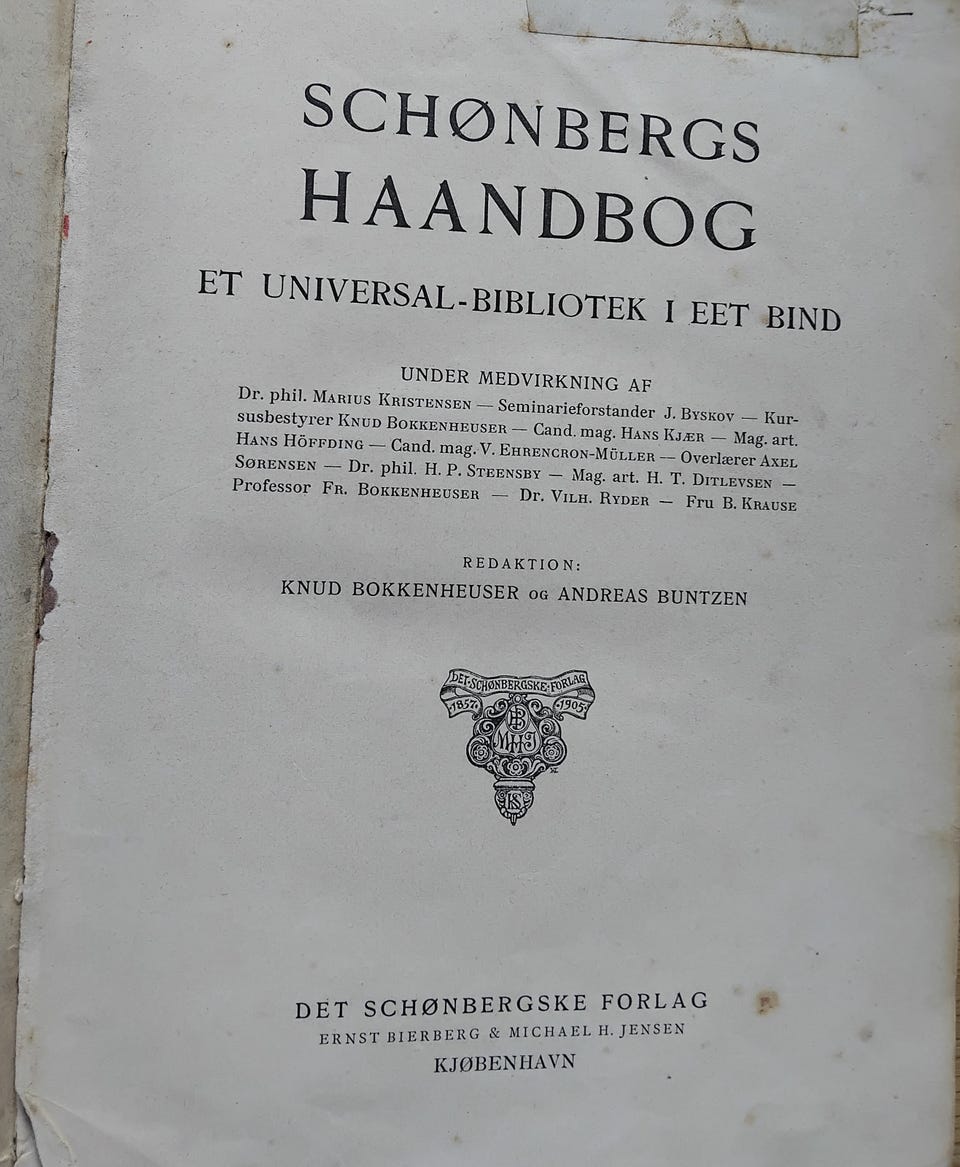 SCHØNBERGS
HAANDBOG
ET UNIVERSAL-BIBLIOTEK I EET BIND
UNDER MEDVIRKNING AF
Dr. phil. MARIUS KRISTENSEN — Seminarieforstander J. BYSKOV — Kur-
susbestyrer KNUD BOKKENHEUSER — Cand. mag. HANS KJÆR — Mag. art.
HANS HÖFFDING — Cand. mag. V. EHRENCRON-MÜLLER — Overlærer AXEL
SØRENSEN — Dr. phil. H. P. STEENSBY — Mag. art. H. T. DITLEVSEN —
Professor FR. BOKKENHEUSER — Dr. VILH. RYDER — Fru B. KRAUSE
REDAKTION:
KNUD BOKKENHEUSER OG ANDREAS BUNTZEN
DET·SCHØNBERGSKE·FORLAG
·1857· ·1905·
EB
MHJ
DET SCHØNBERGSKE FORLAG
ERNST BIERBERG & MICHAEL H. JENSEN
KJØBENHAVN